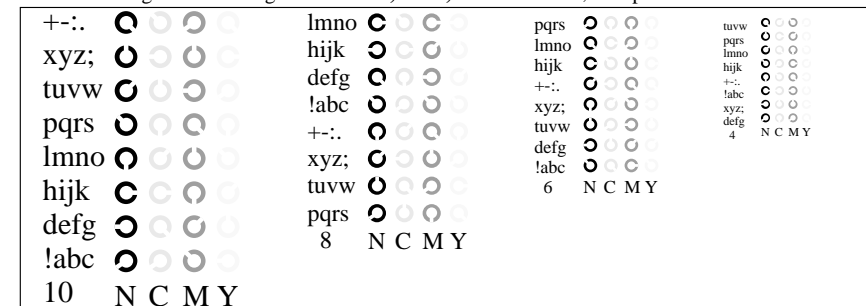 +-:.
xyz;
tuvw
pqrs
lmno
hijk
defg
!abc
10 N C M Y
lmno
hijk
defg
!abc
+-:.
xyz;
tuvw
pqrs
8 N C M Y
pqrs
lmno
hijk
+-:.
xyz;
tuvw
defg
!abc
6 N C M Y
tuvw
pqrs
lmno
hijk
+-:.
!abc
xyz;
defg
4 N C M Y